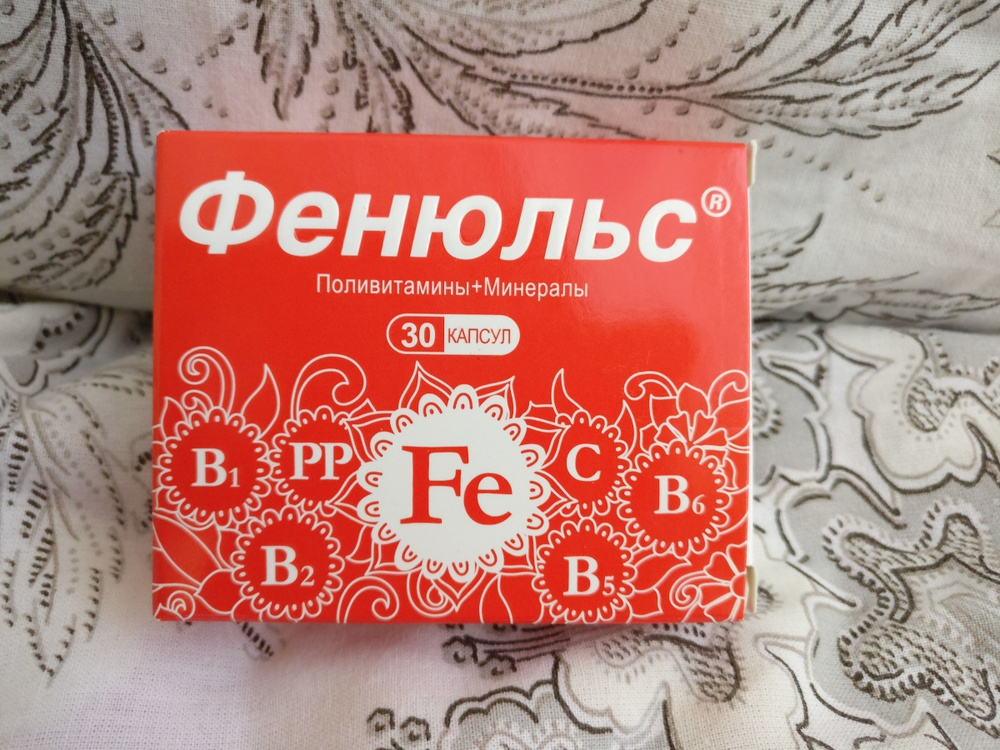 Фенюльс®
Поливитамины+Минералы
30 КАПСУЛ
B1 PP Fe C B6
B2 B5